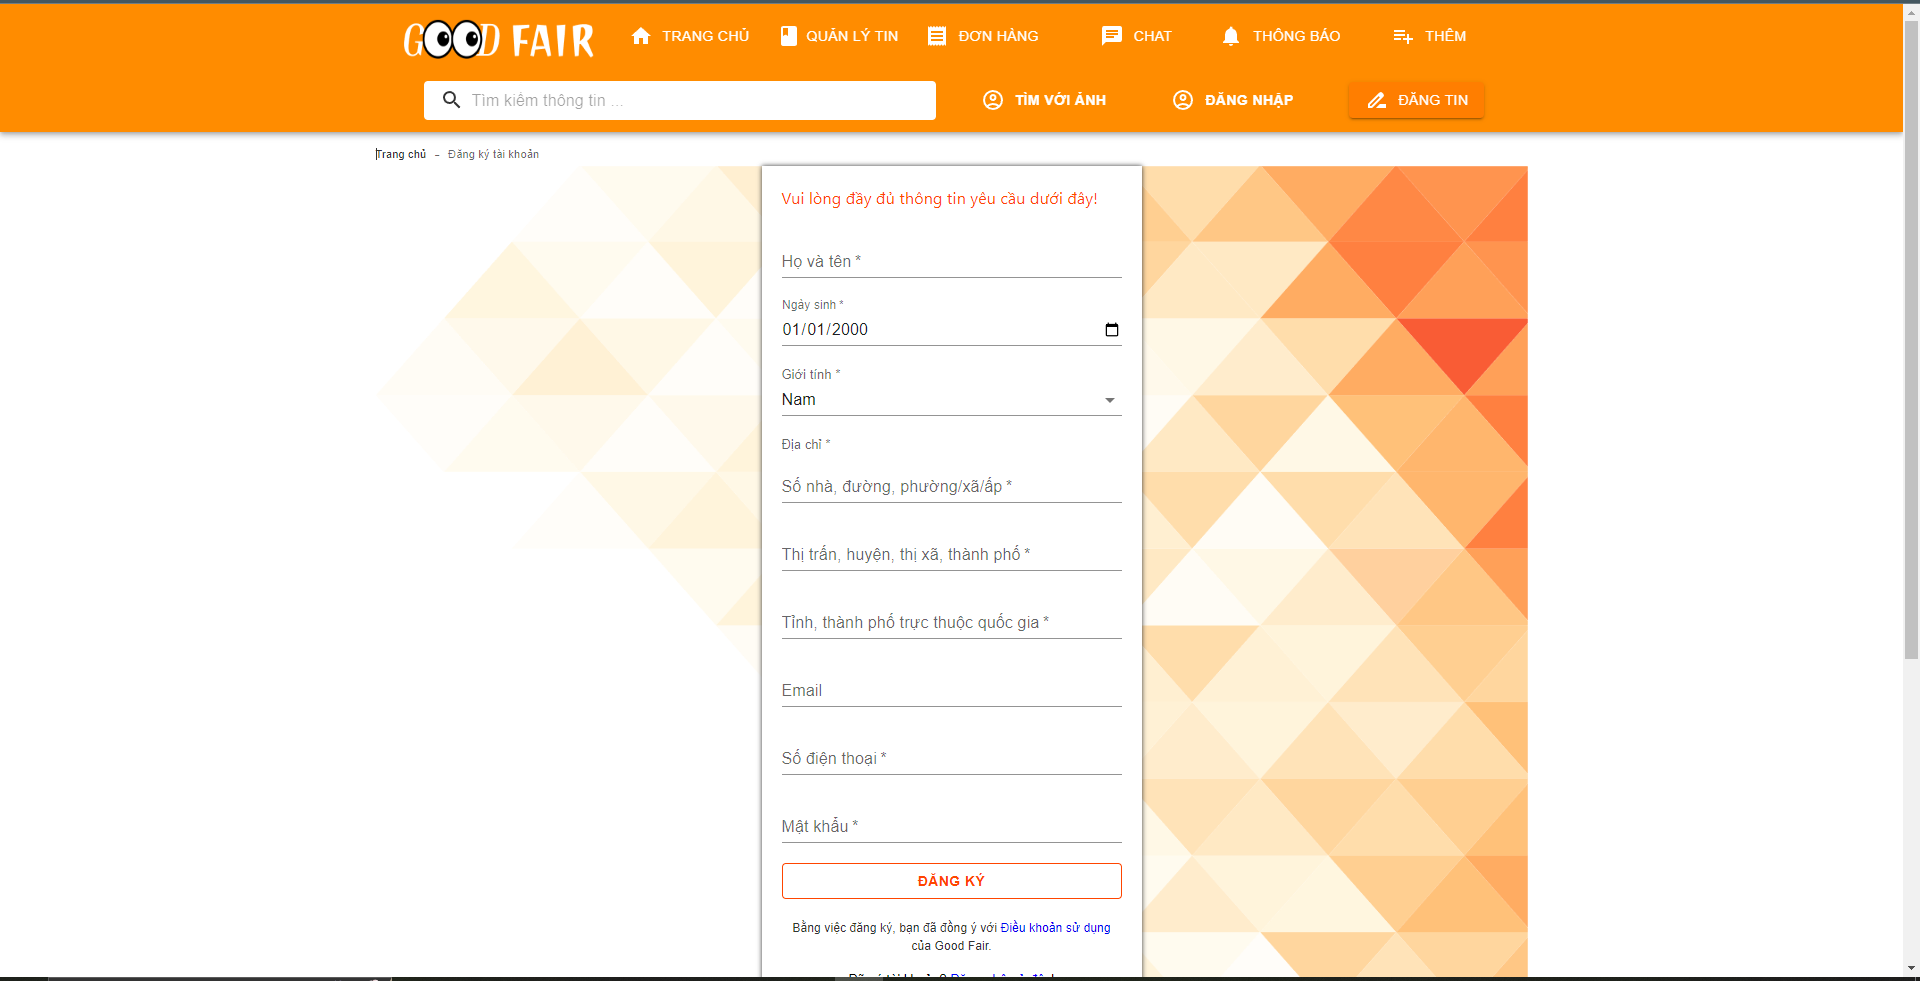 GOOD FAIR
TRANG CHỦ
QUẢN LÝ TIN
ĐƠN HÀNG
CHAT
THÔNG BÁO
THÊM
Tìm kiếm thông tin ...
TÌM VỚI ẢNH
ĐĂNG NHẬP
ĐĂNG TIN
Trang chủ - Đăng ký tài khoản
Vui lòng đầy đủ thông tin yêu cầu dưới đây!
Họ và tên *
Ngày sinh *
01/01/2000
Giới tính *
Nam
Địa chỉ *
Số nhà, đường, phường/xã/ấp *
Thị trấn, huyện, thị xã, thành phố *
Tỉnh, thành phố trực thuộc quốc gia *
Email
Số điện thoại *
Mật khẩu *
ĐĂNG KÝ
Bằng việc đăng ký, bạn đã đồng ý với Điều khoản sử dụng
của Good Fair.